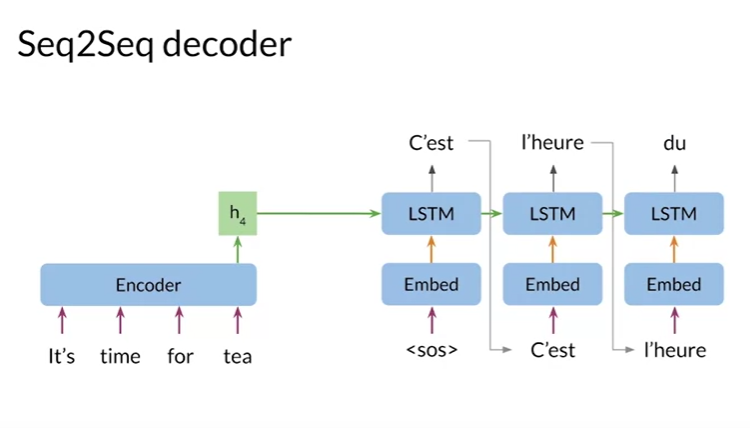 Seq2Seq decoder
C'est l'heure du
h4 LSTM LSTM LSTM
Encoder Embed Embed Embed
It's time for tea <sos> C'est l'heure